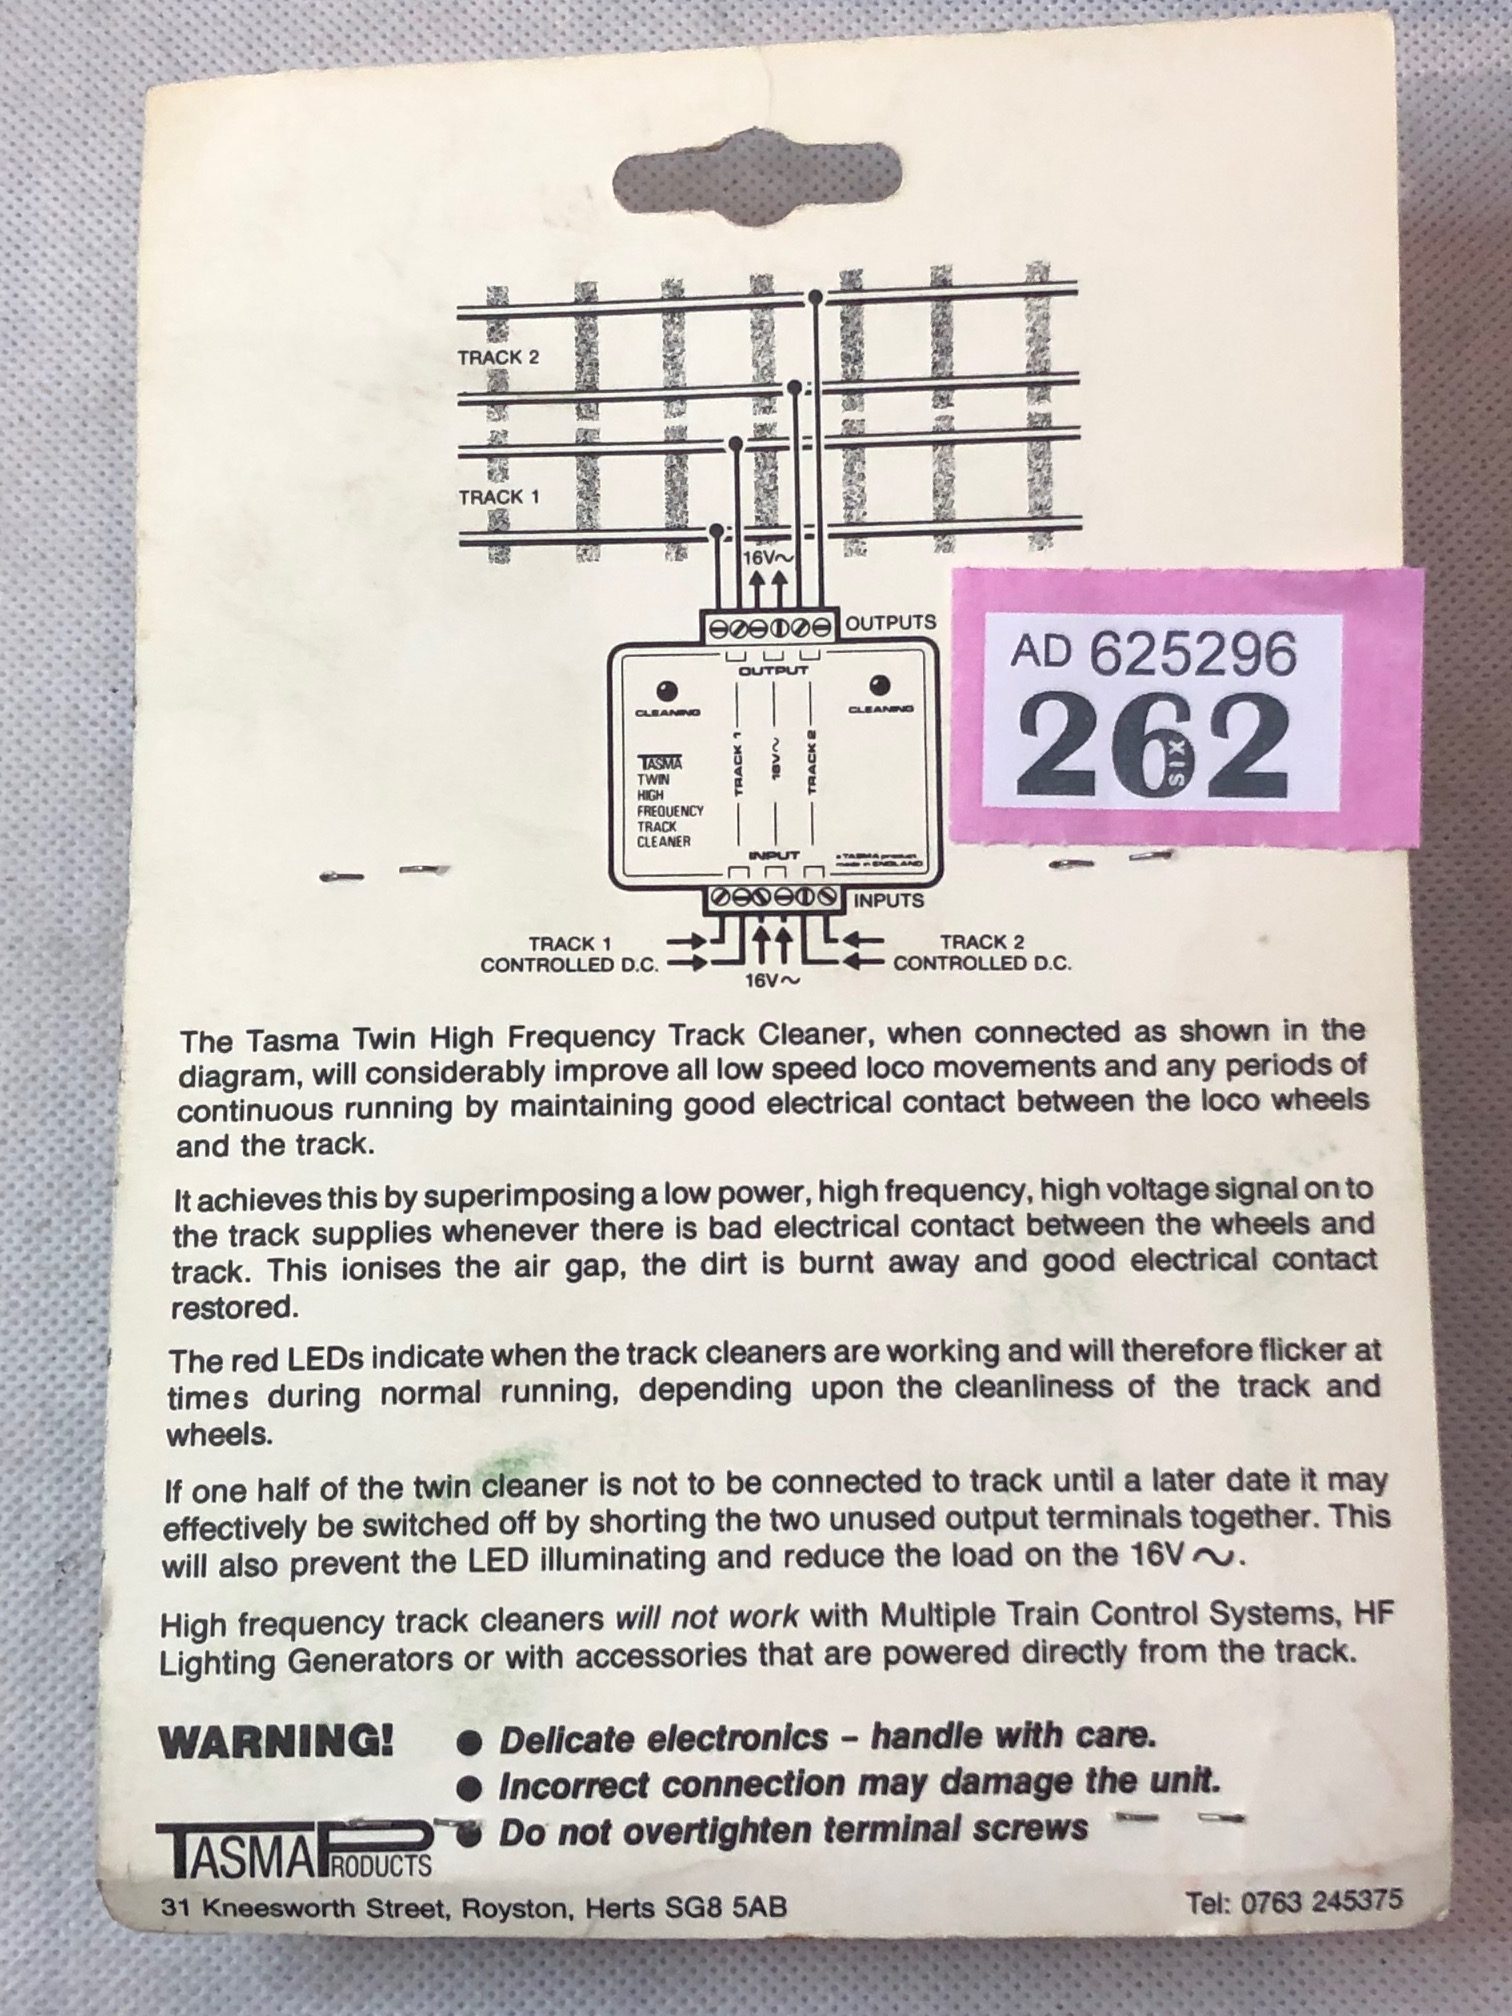 TRACK 2
TRACK 1
16V~
OUTPUTS
OUTPUT
CLEANING
CLEANING
TASMA
TWIN
HIGH
FREQUENCY
TRACK
CLEANER
TRACK 1
16V~
TRACK 2
INPUT
a TASMA product
made in ENGLAND
INPUTS
TRACK 1
CONTROLLED D.C.
16V~
TRACK 2
CONTROLLED D.C.
AD 625296
262
SIX
The Tasma Twin High Frequency Track Cleaner, when connected as shown in the
diagram, will considerably improve all low speed loco movements and any periods of
continuous running by maintaining good electrical contact between the loco wheels
and the track.
It achieves this by superimposing a low power, high frequency, high voltage signal on to
the track supplies whenever there is bad electrical contact between the wheels and
track. This ionises the air gap, the dirt is burnt away and good electrical contact
restored.
The red LEDs indicate when the track cleaners are working and will therefore flicker at
times during normal running, depending upon the cleanliness of the track and
wheels.
If one half of the twin cleaner is not to be connected to track until a later date it may
effectively be switched off by shorting the two unused output terminals together. This
will also prevent the LED illuminating and reduce the load on the 16V ~.
High frequency track cleaners will not work with Multiple Train Control Systems, HF
Lighting Generators or with accessories that are powered directly from the track.
WARNING!
● Delicate electronics – handle with care.
● Incorrect connection may damage the unit.
● Do not overtighten terminal screws
TASMA PRODUCTS
31 Kneesworth Street, Royston, Herts SG8 5AB
Tel: 0763 245375